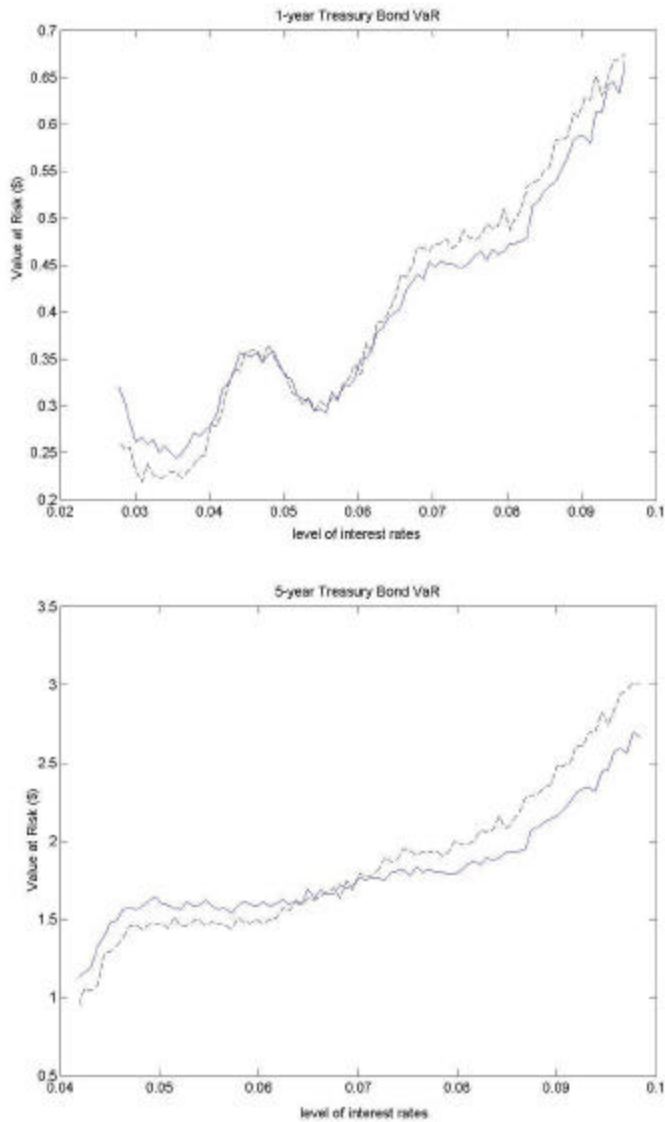 1-year Treasury Bond VaR
0.7
0.65
0.6
0.55
0.5
0.45
0.4
0.35
0.3
0.25
0.2
Value at Risk ($)
0.02 0.03 0.04 0.05 0.06 0.07 0.08 0.09 0.1
level of interest rates
5-year Treasury Bond VaR
3.5
3
2.5
2
1.5
1
0.5
Value at Risk ($)
0.04 0.05 0.06 0.07 0.08 0.09 0.1
level of interest rates